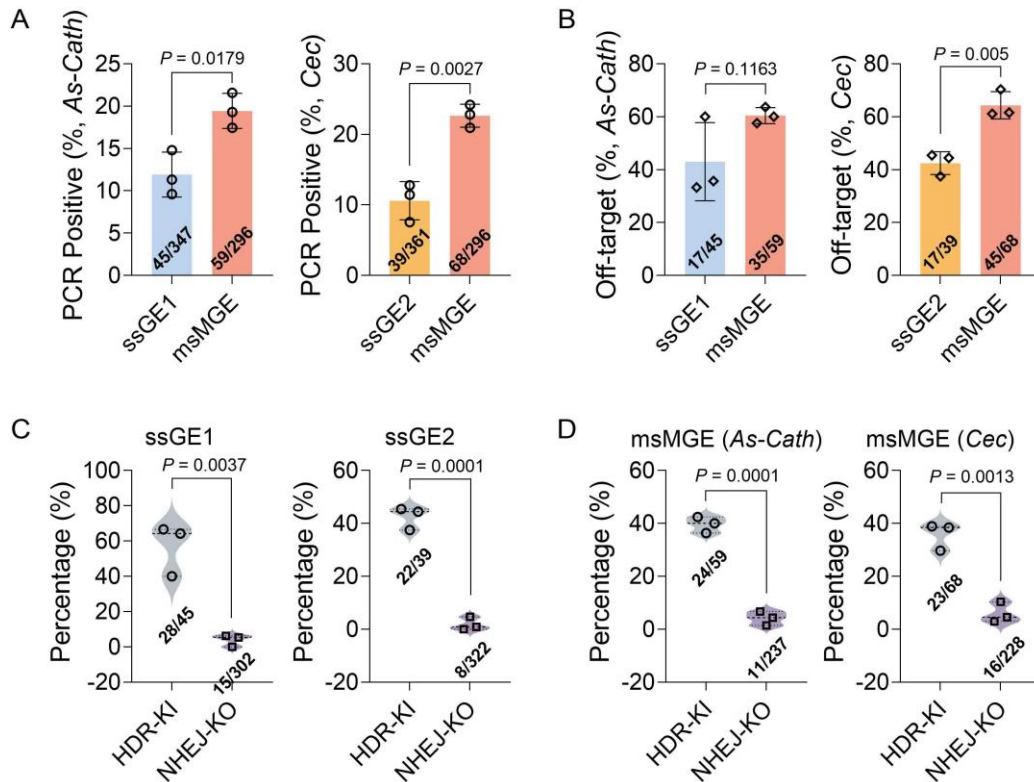 A
PCR Positive (%, As-Cath)
25
20
15
10
5
0
P = 0.0179
45/347
59/296
ssGE1
msMGE
PCR Positive (%, Cec)
30
20
10
0
P = 0.0027
39/361
68/296
ssGE2
msMGE
B
Off-target (%, As-Cath)
80
60
40
20
0
P = 0.1163
17/45
35/59
ssGE1
msMGE
Off-target (%, Cec)
80
60
40
20
0
P = 0.005
17/39
45/68
ssGE2
msMGE
C
ssGE1
Percentage (%)
100
80
60
40
20
0
-20
P = 0.0037
28/45
15/302
HDR-KI
NHEJ-KO
ssGE2
Percentage (%)
60
40
20
0
-20
P = 0.0001
22/39
8/322
HDR-KI
NHEJ-KO
D
msMGE (As-Cath)
Percentage (%)
60
40
20
0
-20
P = 0.0001
24/59
11/237
HDR-KI
NHEJ-KO
msMGE (Cec)
Percentage (%)
60
40
20
0
-20
P = 0.0013
23/68
16/228
HDR-KI
NHEJ-KO